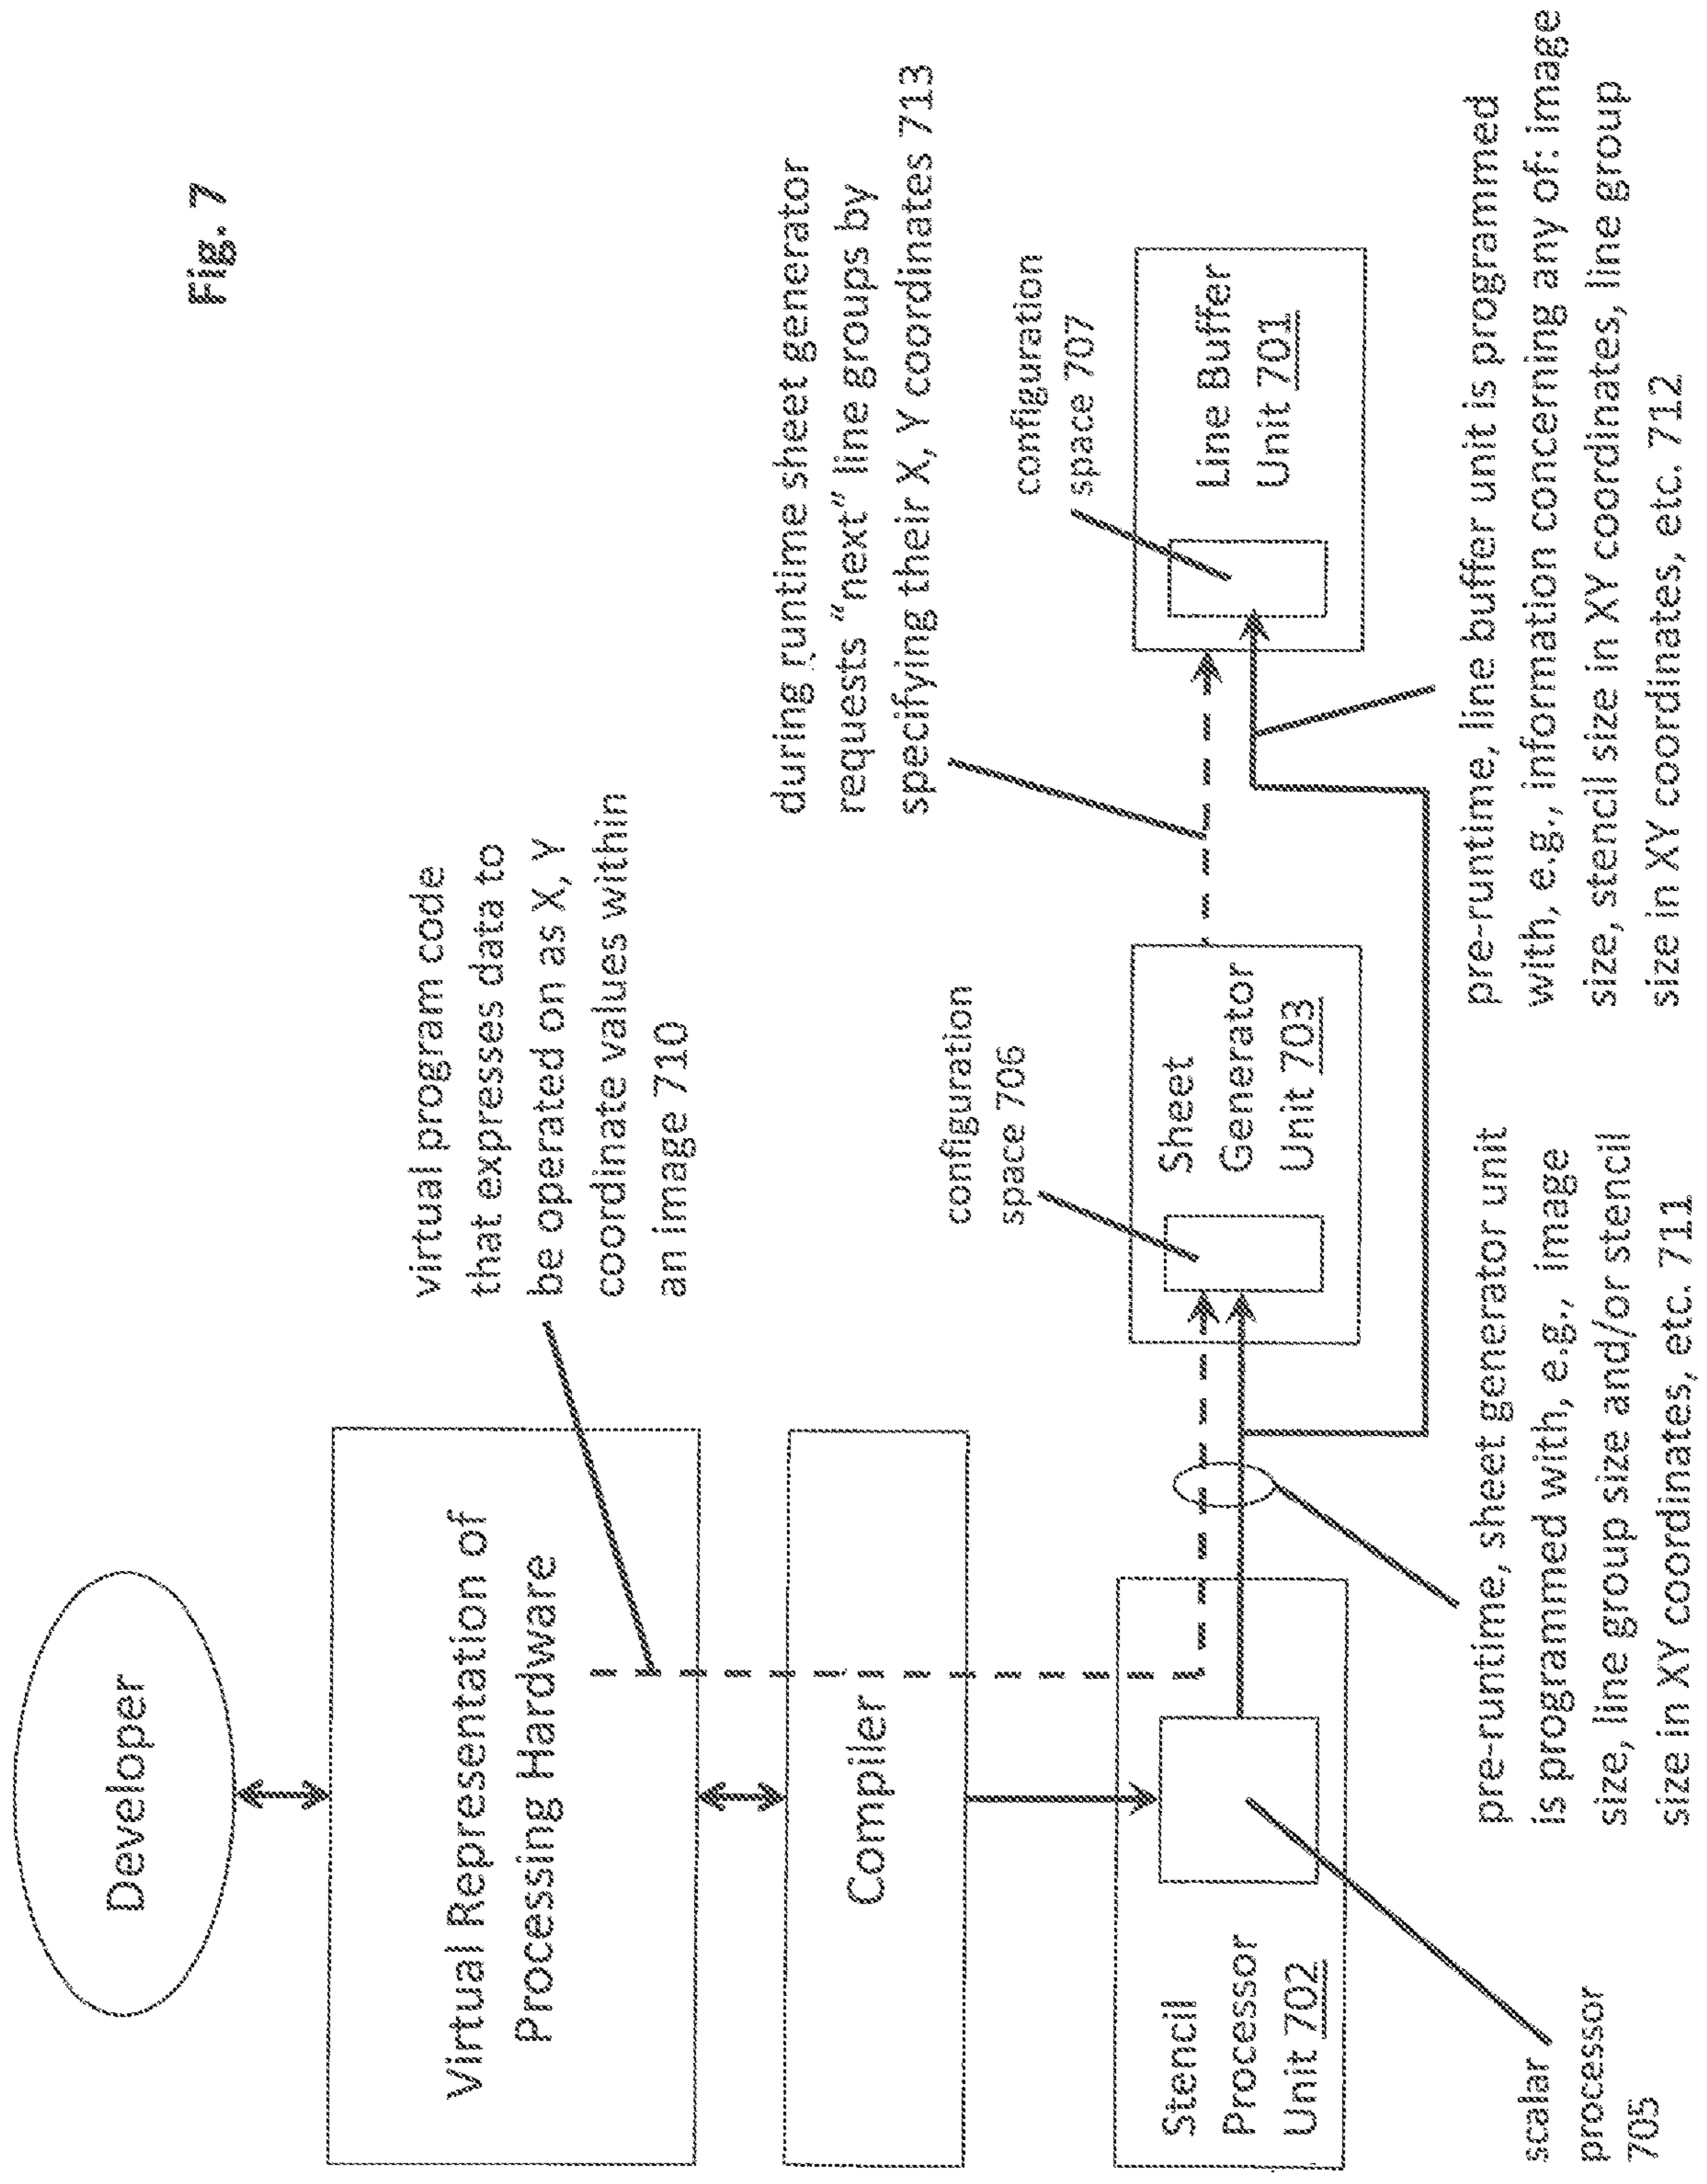 Fig. 7
Developer
Virtual Representation of
Processing Hardware
virtual program code
that expresses data to
be operated on as X, Y
coordinate values within
an image 710
Compiler
during runtime sheet generator
requests “next” line groups by
specifying their X, Y coordinates 713
Stencil
Processor
Unit 702
configuration
space 706
Sheet
Generator
Unit 703
configuration
space 707
Line Buffer
Unit 701
scalar
processor
705
pre-runtime, sheet generator unit
is programmed with, e.g., image
size, line group size and/or stencil
size in XY coordinates, etc. 711
pre-runtime, line buffer unit is programmed
with, e.g., information concerning any of: image
size, stencil size in XY coordinates, line group
size in XY coordinates, etc. 712